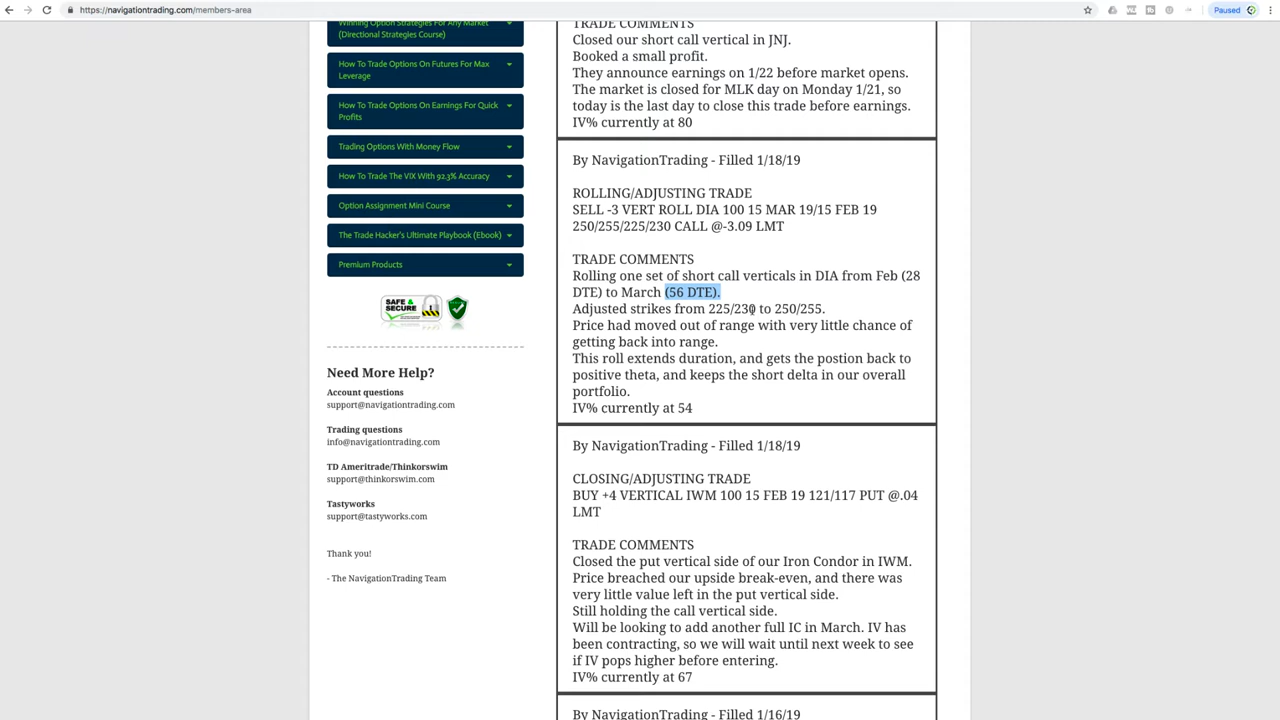 https://navigationtrading.com/members-area
Paused
Winning Option Strategies For Any Market
(Directional Strategies Course)
How To Trade Options On Futures For Max
Leverage
How To Trade Options On Earnings For Quick
Profits
Trading Options With Money Flow
How To Trade The VIX With 92.3% Accuracy
Option Assignment Mini Course
The Trade Hacker's Ultimate Playbook (Ebook)
Premium Products
SAFE &
SECURE
Need More Help?
Account questions
support@navigationtrading.com
Trading questions
info@navigationtrading.com
TD Ameritrade/Thinkorswim
support@thinkorswim.com
Tastyworks
support@tastyworks.com
Thank you!
- The NavigationTrading Team
TRADE COMMENTS
Closed our short call vertical in JNJ.
Booked a small profit.
They announce earnings on 1/22 before market opens.
The market is closed for MLK day on Monday 1/21, so
today is the last day to close this trade before earnings.
IV% currently at 80
By NavigationTrading - Filled 1/18/19
ROLLING/ADJUSTING TRADE
SELL -3 VERT ROLL DIA 100 15 MAR 19/15 FEB 19
250/255/225/230 CALL @-3.09 LMT
TRADE COMMENTS
Rolling one set of short call verticals in DIA from Feb (28
DTE) to March (56 DTE).
Adjusted strikes from 225/230 to 250/255.
Price had moved out of range with very little chance of
getting back into range.
This roll extends duration, and gets the postion back to
positive theta, and keeps the short delta in our overall
portfolio.
IV% currently at 54
By NavigationTrading - Filled 1/18/19
CLOSING/ADJUSTING TRADE
BUY +4 VERTICAL IWM 100 15 FEB 19 121/117 PUT @.04
LMT
TRADE COMMENTS
Closed the put vertical side of our Iron Condor in IWM.
Price breached our upside break-even, and there was
very little value left in the put vertical side.
Still holding the call vertical side.
Will be looking to add another full IC in March. IV has
been contracting, so we will wait until next week to see
if IV pops higher before entering.
IV% currently at 67
By NavigationTrading - Filled 1/16/19